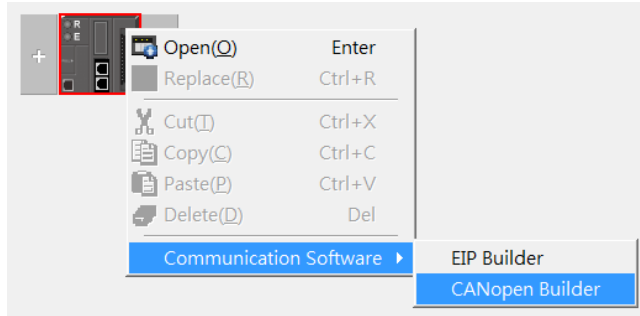 R
E
Open(O) Enter
Replace(R) Ctrl+R
Cut(T) Ctrl+X
Copy(C) Ctrl+C
Paste(P) Ctrl+V
Delete(D) Del
Communication Software EIP Builder
CANopen Builder